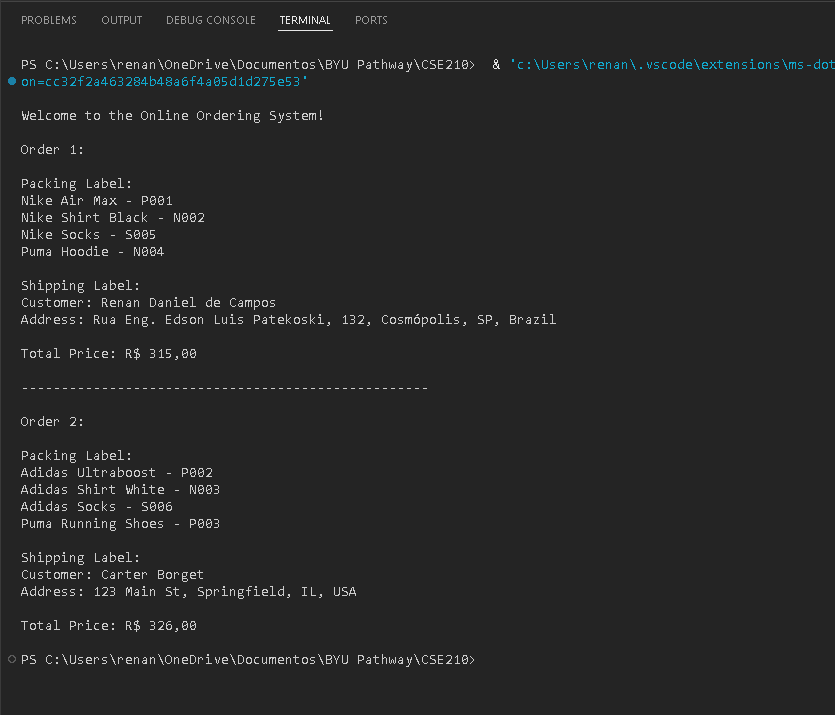 PROBLEMS OUTPUT DEBUG CONSOLE TERMINAL PORTS
PS C:\Users\renan\OneDrive\Documentos\BYU Pathway\CSE210>  & 'c:\Users\renan\.vscode\extensions\ms-dot
on=cc32f2a463284b48a6f4a05d1d275e53'
Welcome to the Online Ordering System!
Order 1:
Packing Label:
Nike Air Max - P001
Nike Shirt Black - N002
Nike Socks - S005
Puma Hoodie - N004
Shipping Label:
Customer: Renan Daniel de Campos
Address: Rua Eng. Edson Luis Patekoski, 132, Cosmópolis, SP, Brazil
Total Price: R$ 315,00
---------------------------------------------------
Order 2:
Packing Label:
Adidas Ultraboost - P002
Adidas Shirt White - N003
Adidas Socks - S006
Puma Running Shoes - P003
Shipping Label:
Customer: Carter Borget
Address: 123 Main St, Springfield, IL, USA
Total Price: R$ 326,00
PS C:\Users\renan\OneDrive\Documentos\BYU Pathway\CSE210>